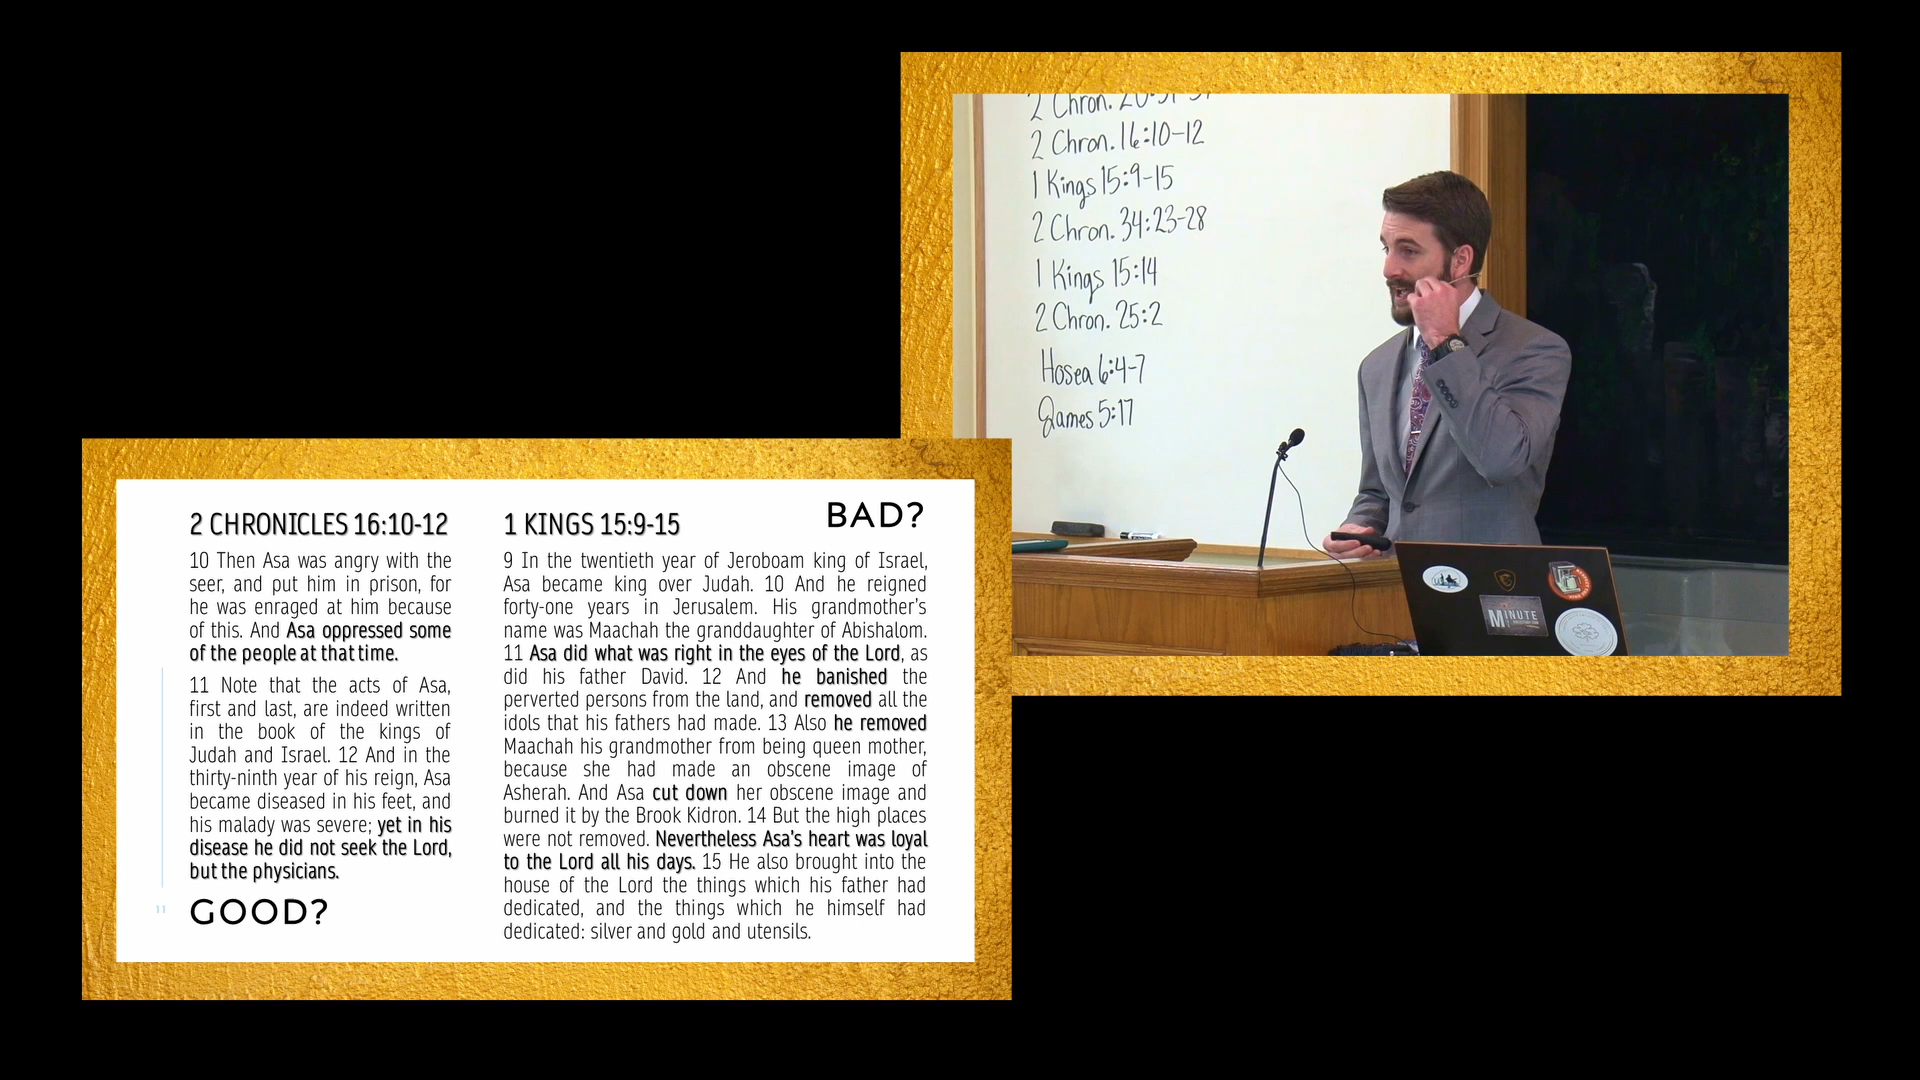 2 Chron. 16:10-12
1 Kings 15:9-15
2 Chron. 34:23-28
1 Kings 15:14
2 Chron. 25:2
Hosea 6:4-7
James 5:17
MINUTE
2 CHRONICLES 16:10-12
10 Then Asa was angry with the
seer, and put him in prison, for
he was enraged at him because
of this. And Asa oppressed some
of the people at that time.
11 Note that the acts of Asa,
first and last, are indeed written
in the book of the kings of
Judah and Israel. 12 And in the
thirty-ninth year of his reign, Asa
became diseased in his feet, and
his malady was severe; yet in his
disease he did not seek the Lord,
but the physicians.
GOOD?
1 KINGS 15:9-15
BAD?
9 In the twentieth year of Jeroboam king of Israel,
Asa became king over Judah. 10 And he reigned
forty-one years in Jerusalem. His grandmother's
name was Maachah the granddaughter of Abishalom.
11 Asa did what was right in the eyes of the Lord, as
did his father David. 12 And he banished the
perverted persons from the land, and removed all the
idols that his fathers had made. 13 Also he removed
Maachah his grandmother from being queen mother,
because she had made an obscene image of
Asherah. And Asa cut down her obscene image and
burned it by the Brook Kidron. 14 But the high places
were not removed. Nevertheless Asa's heart was loyal
to the Lord all his days. 15 He also brought into the
house of the Lord the things which his father had
dedicated, and the things which he himself had
dedicated: silver and gold and utensils.